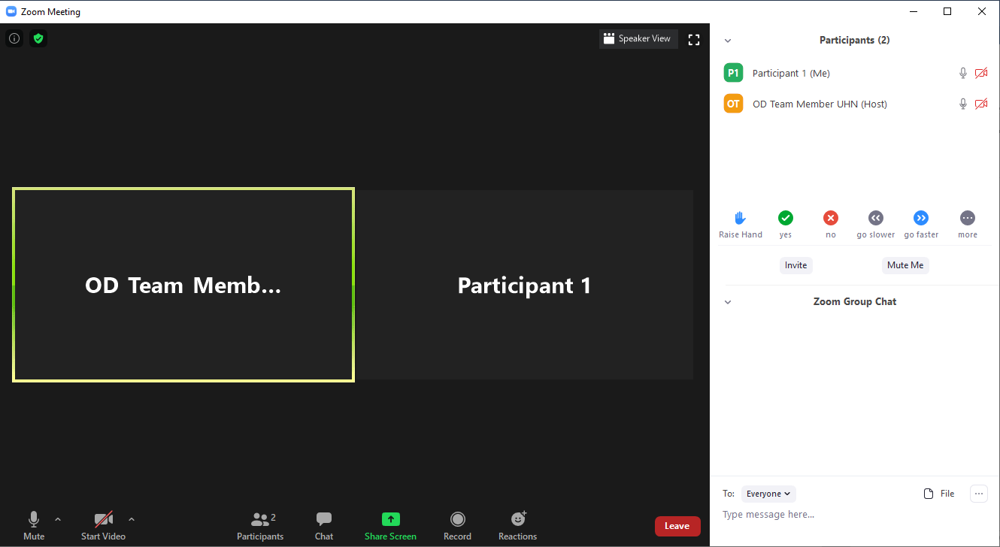 Zoom Meeting
Speaker View
OD Team Memb...
Participant 1
Mute
Start Video
2
Participants
Chat
Share Screen
Record
Reactions
Leave
Participants (2)
P1 Participant 1 (Me)
OT OD Team Member UHN (Host)
Raise Hand yes no go slower go faster more
Invite Mute Me
Zoom Group Chat
To: Everyone File
Type message here...